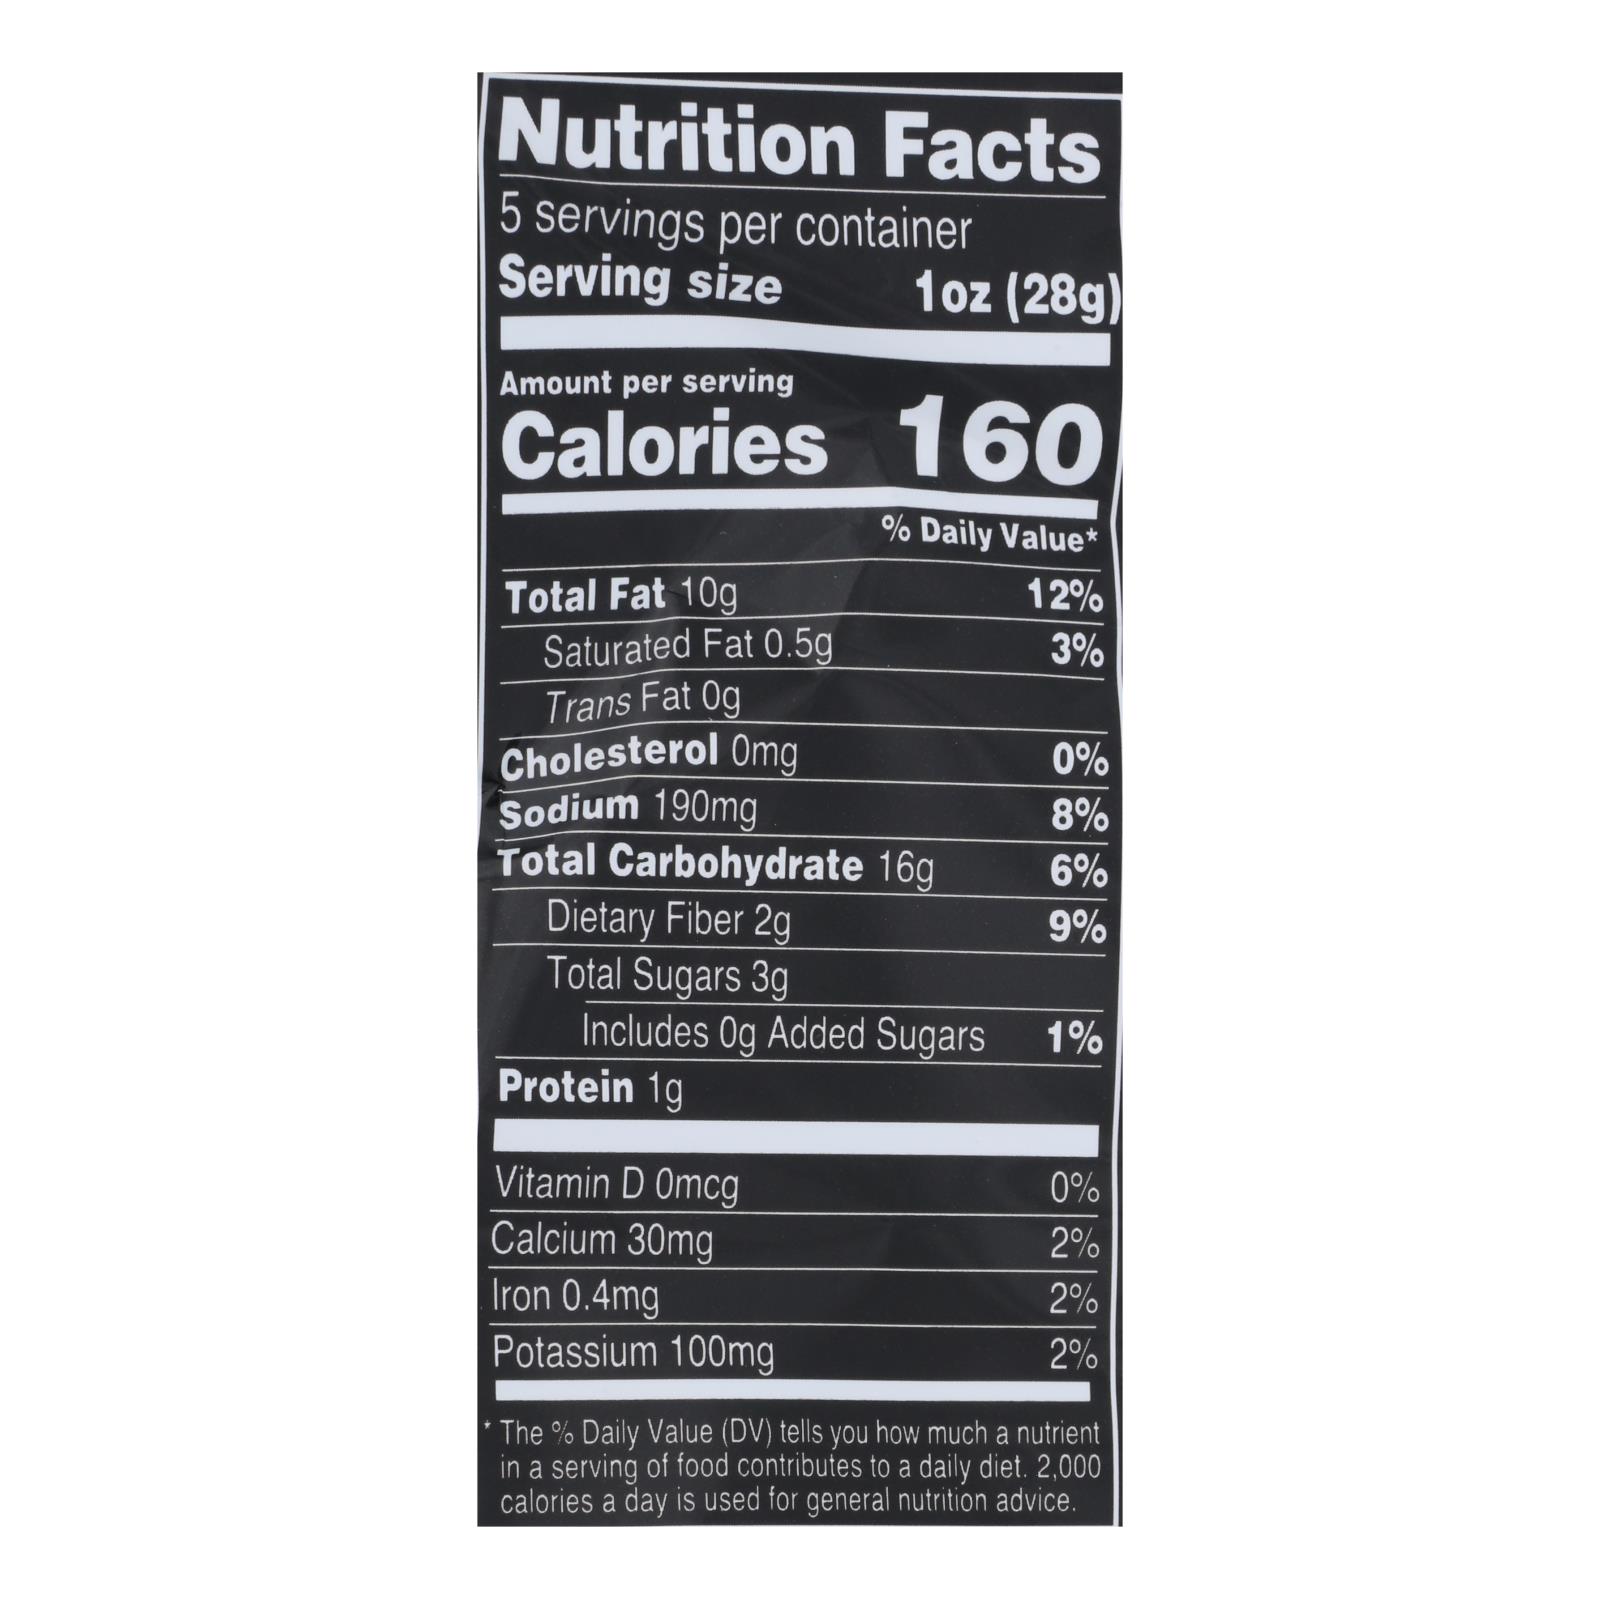 Nutrition Facts
5 servings per container
Serving size 1oz (28g)
Amount per serving
Calories 160
% Daily Value*
Total Fat 10g 12%
Saturated Fat 0.5g 3%
Trans Fat 0g
Cholesterol 0mg 0%
Sodium 190mg 8%
Total Carbohydrate 16g 6%
Dietary Fiber 2g 9%
Total Sugars 3g
Includes 0g Added Sugars 1%
Protein 1g
Vitamin D 0mcg 0%
Calcium 30mg 2%
Iron 0.4mg 2%
Potassium 100mg 2%
* The % Daily Value (DV) tells you how much a nutrient
in a serving of food contributes to a daily diet. 2,000
calories a day is used for general nutrition advice.